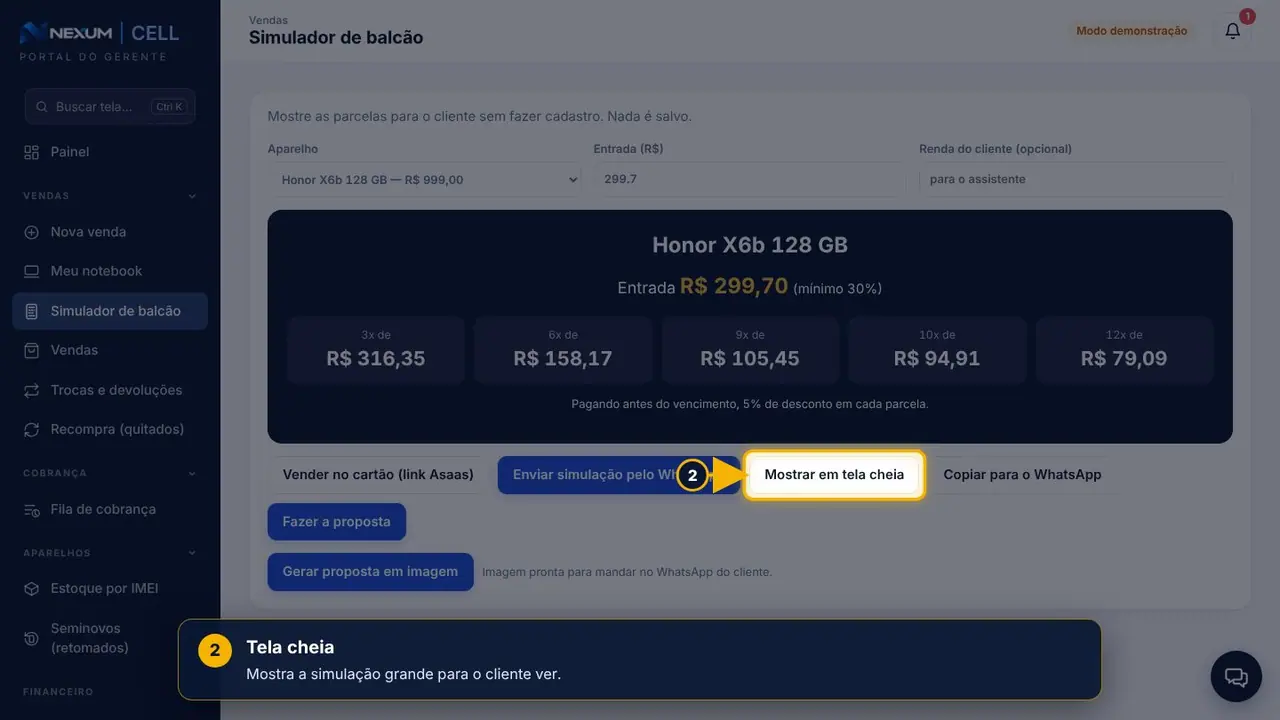 NEXUM | CELL
PORTAL DO GERENTE
Buscar tela... Ctrl K
Painel
VENDAS
Nova venda
Meu notebook
Simulador de balcão
Vendas
Trocas e devoluções
Recompra (quitados)
COBRANÇA
Fila de cobrança
APARELHOS
Estoque por IMEI
Seminovos
(retomados)
FINANCEIRO
Vendas
Simulador de balcão
Modo demonstração
1
Mostre as parcelas para o cliente sem fazer cadastro. Nada é salvo.
Aparelho Entrada (R$) Renda do cliente (opcional)
Honor X6b 128 GB — R$ 999,00 299.7 para o assistente
Honor X6b 128 GB
Entrada R$ 299,70 (mínimo 30%)
3x de 6x de 9x de 10x de 12x de
R$ 316,35 R$ 158,17 R$ 105,45 R$ 94,91 R$ 79,09
Pagando antes do vencimento, 5% de desconto em cada parcela.
Vender no cartão (link Asaas) Enviar simulação pelo 2 Mostrar em tela cheia Copiar para o WhatsApp
Fazer a proposta
Gerar proposta em imagem Imagem pronta para mandar no WhatsApp do cliente.
2 Tela cheia
Mostra a simulação grande para o cliente ver.